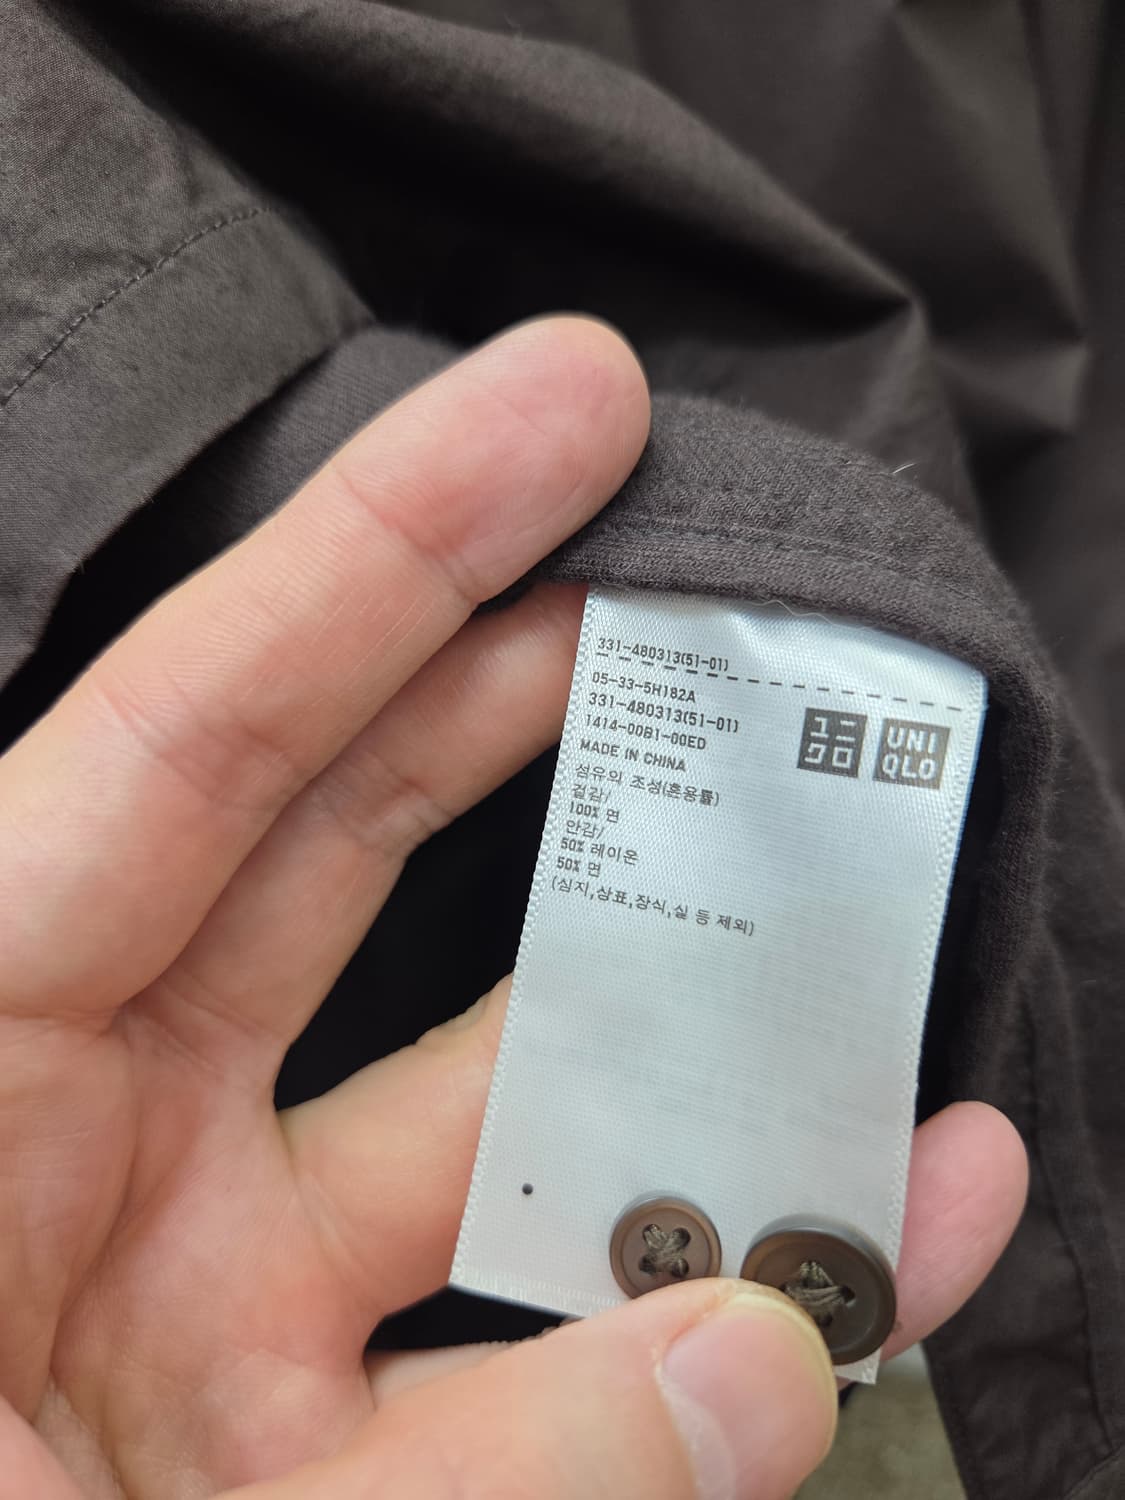 331-480313(51-01)
05-33-5H182A
331-480313(51-01)
1414-00B1-00ED
MADE IN CHINA
섬유의 조성(혼용률)
겉감/
100% 면
안감/
50% 레이온
50% 면
(심지,상표,장식,실 등 제외)
ユニ
クロ
UNI
QLO